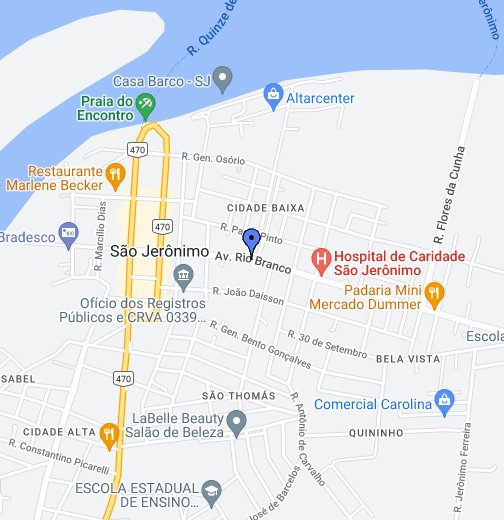 R. Quinze de
Jerônimo
Casa Barco - SJ
Altarcenter
Praia do
Encontro
470
R. Gen. Osório
Restaurante
Marlene Becker
R. Flores da Cunha
CIDADE BAIXA
R. Marcílio Dias
Bradesco
Pinto
São Jerônimo
Av. Rio Branco
Hospital de Caridade
São Jerônimo
R. João Daisson
Padaria Mini
Mercado Dummer
Ofício dos Registros
Públicos e CRVA 0339...
R. Gen. Bento Gonçalves
R. 30 de Setembro
Escola
BELA VISTA
470
ISABEL
SÃO THOMÁS
R. Antônio de Carvalho
Comercial Carolina
LaBelle Beauty
Salão de Beleza
CIDADE ALTA
QUININHO
R. Constantino Picarelli
R. Jerônimo Ferreira
José de Barcelos
ESCOLA ESTADUAL
DE ENSINO...